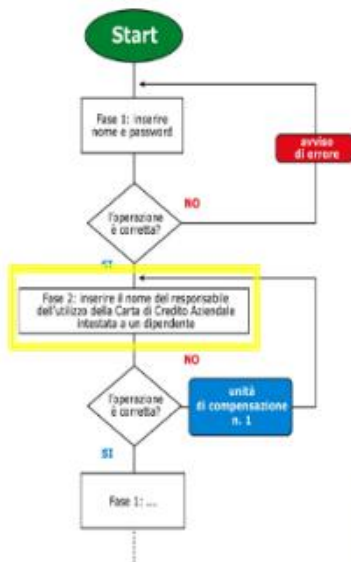 Start
Fase 1: inserire
nome e password
avviso
di errore
NO
l'operazione
è corretta?
SI
Fase 2: inserire il nome del responsabile
dell'utilizzo della Carta di Credito Aziendale
intestata a un dipendente
NO
l'operazione
è corretta?
unità
di compensazione
n. 1
SI
Fase 1: ...